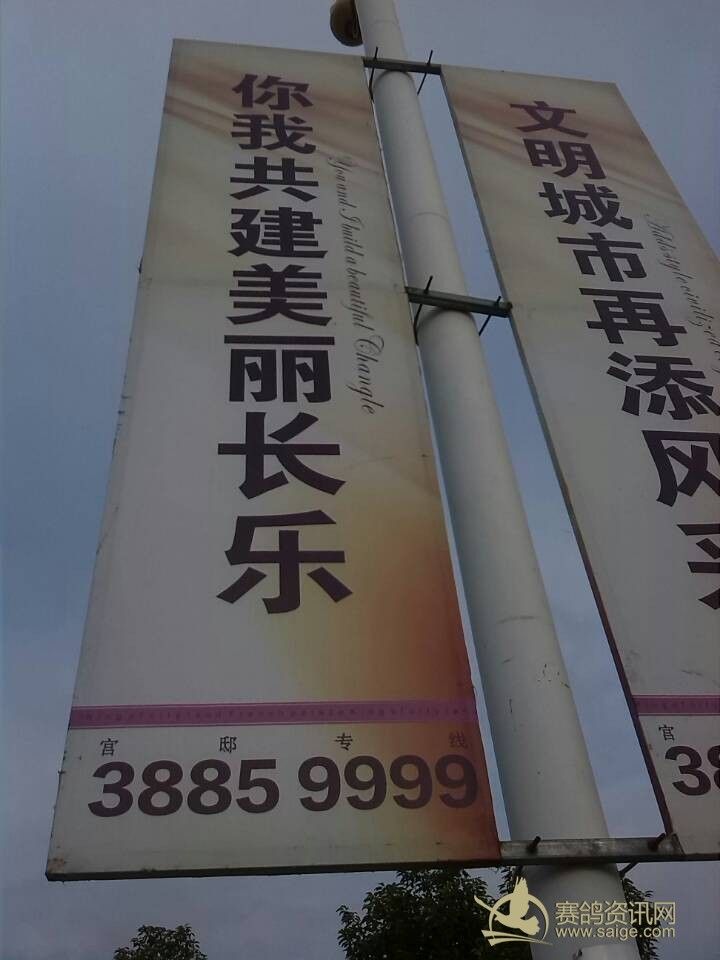 你我共建美丽长乐
You and I build a beautiful Changle
官邸专线
3885 9999
文明城市再添风采
官
38
赛鸽资讯网
www.saige.com